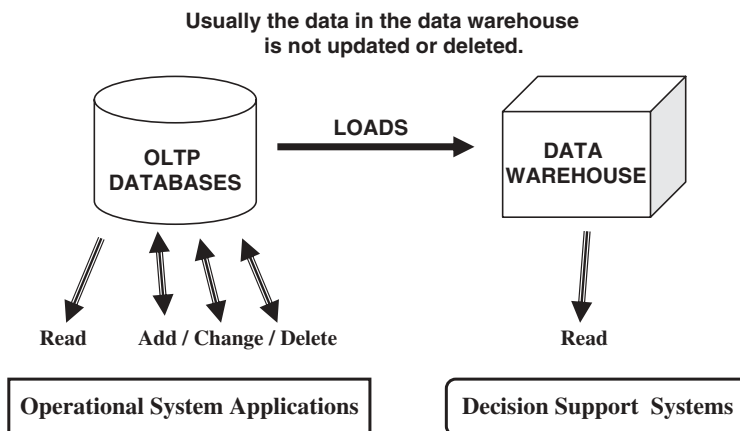 Usually the data in the data warehouse
is not updated or deleted.
OLTP
DATABASES
LOADS
DATA
WAREHOUSE
Read
Add / Change / Delete
Read
Operational System Applications
Decision Support Systems